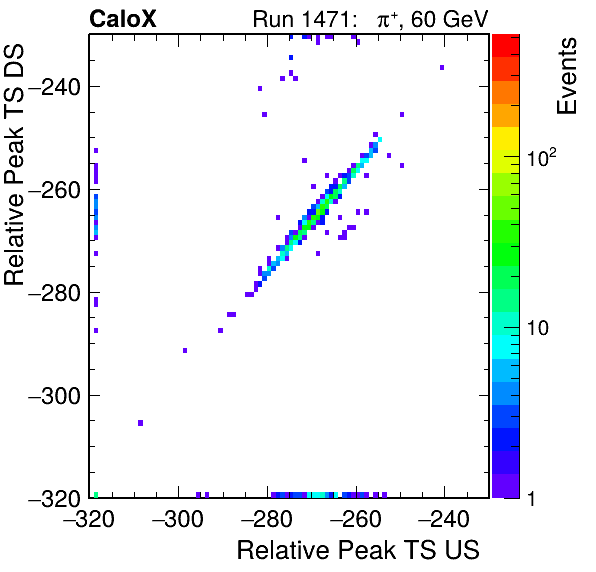 CaloX Run 1471: π⁺, 60 GeV
Relative Peak TS DS
−240
−260
−280
−300
−320
−320 −300 −280 −260 −240
Relative Peak TS US
Events
10²
10
1